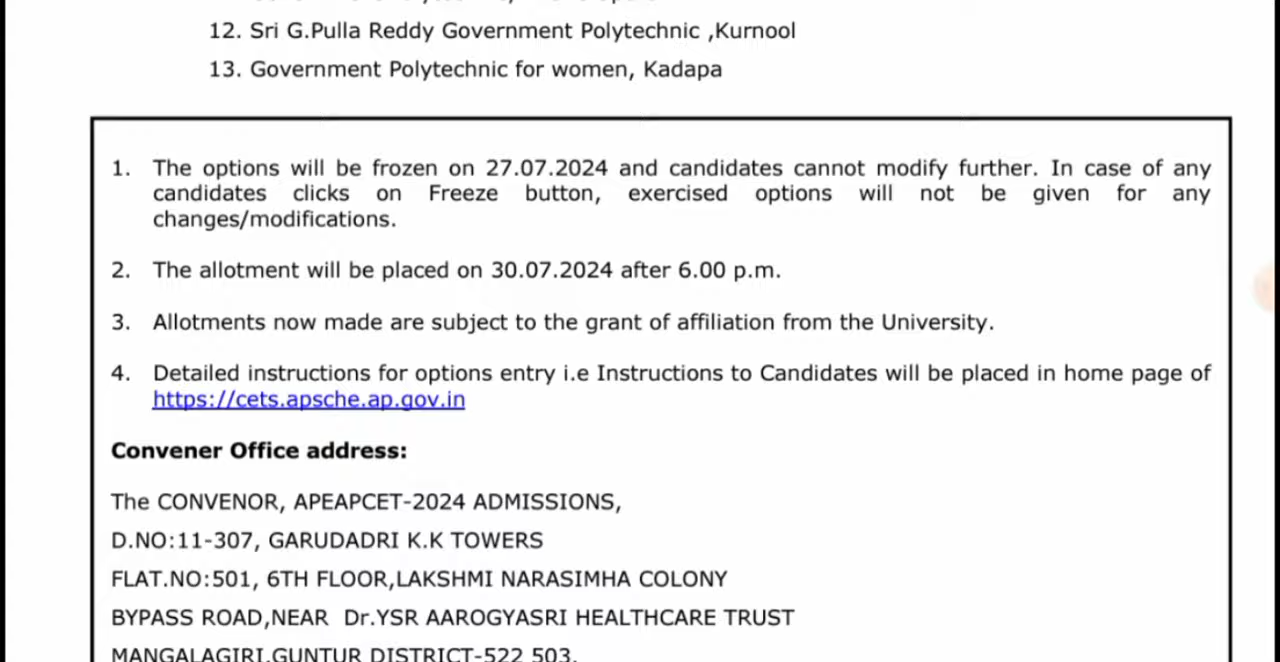 12. Sri G.Pulla Reddy Government Polytechnic ,Kurnool
13. Government Polytechnic for women, Kadapa
1. The options will be frozen on 27.07.2024 and candidates cannot modify further. In case of any
candidates clicks on Freeze button, exercised options will not be given for any
changes/modifications.
2. The allotment will be placed on 30.07.2024 after 6.00 p.m.
3. Allotments now made are subject to the grant of affiliation from the University.
4. Detailed instructions for options entry i.e Instructions to Candidates will be placed in home page of
https://cets.apsche.ap.gov.in
Convener Office address:
The CONVENOR, APEAPCET-2024 ADMISSIONS,
D.NO:11-307, GARUDADRI K.K TOWERS
FLAT.NO:501, 6TH FLOOR,LAKSHMI NARASIMHA COLONY
BYPASS ROAD,NEAR Dr.YSR AAROGYASRI HEALTHCARE TRUST
MANGALAGIRI,GUNTUR DISTRICT-522 503.